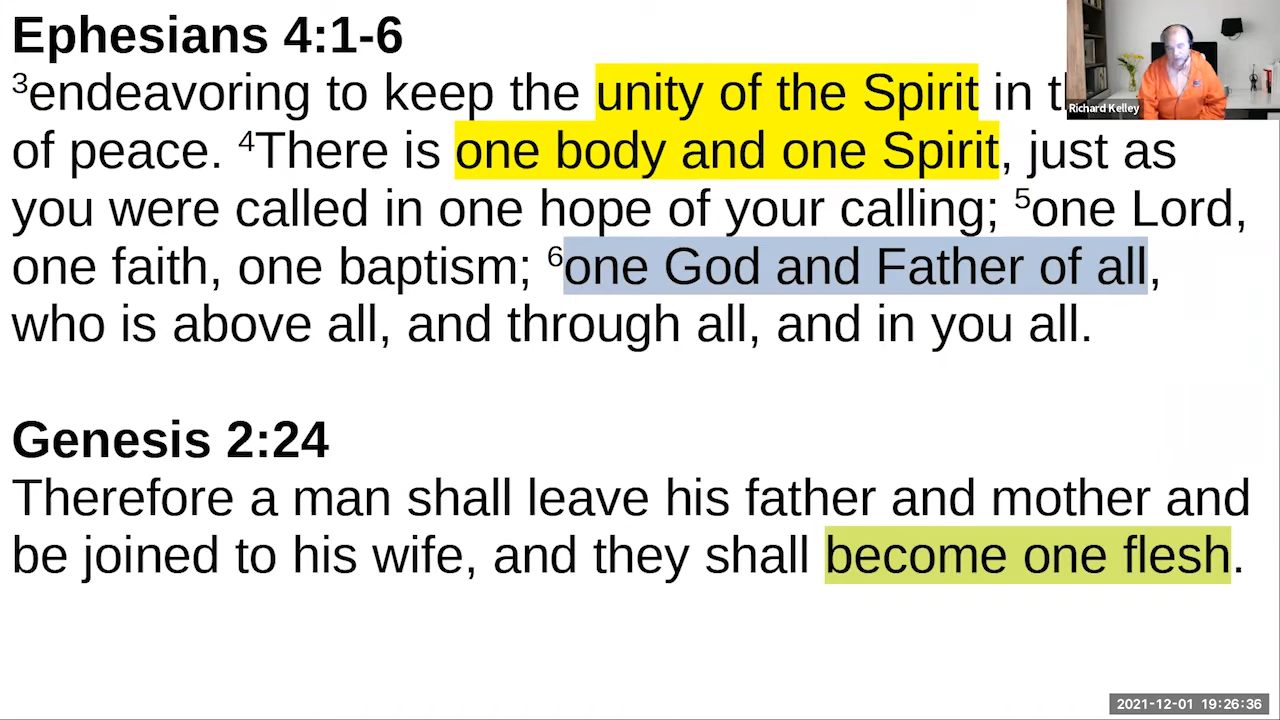 Ephesians 4:1-6
³endeavoring to keep the unity of the Spirit in
of peace. ⁴There is one body and one Spirit, just as
you were called in one hope of your calling; ⁵one Lord,
one faith, one baptism; ⁶one God and Father of all,
who is above all, and through all, and in you all.
Genesis 2:24
Therefore a man shall leave his father and mother and
be joined to his wife, and they shall become one flesh.
Richard Kelley
2021-12-01 19:26:36